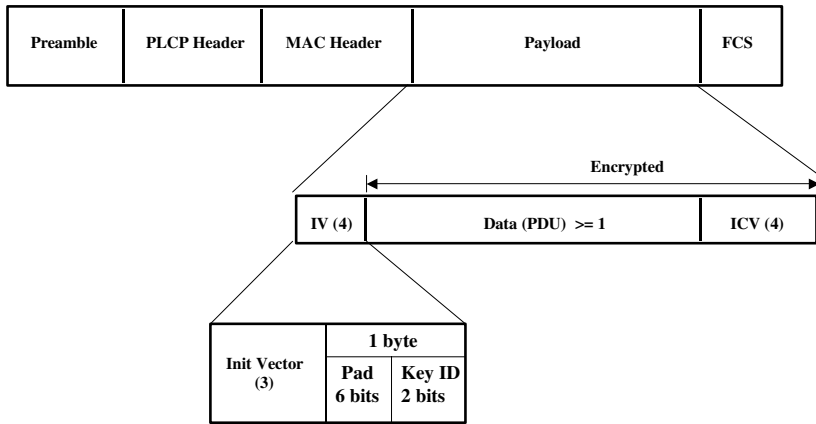 Preamble
PLCP Header
MAC Header
Payload
FCS
Encrypted
IV (4)
Data (PDU) >= 1
ICV (4)
Init Vector
(3)
1 byte
Pad
6 bits
Key ID
2 bits